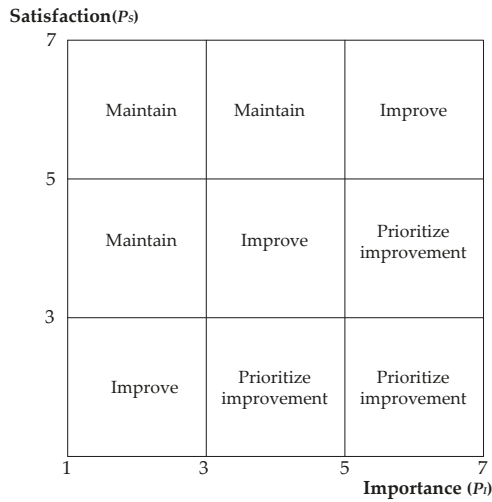 Satisfaction(Ps)
7
Maintain Maintain Improve
5
Maintain Improve Prioritize
improvement
3
Improve Prioritize
improvement Prioritize
improvement
1 3 5 7
Importance (PI)